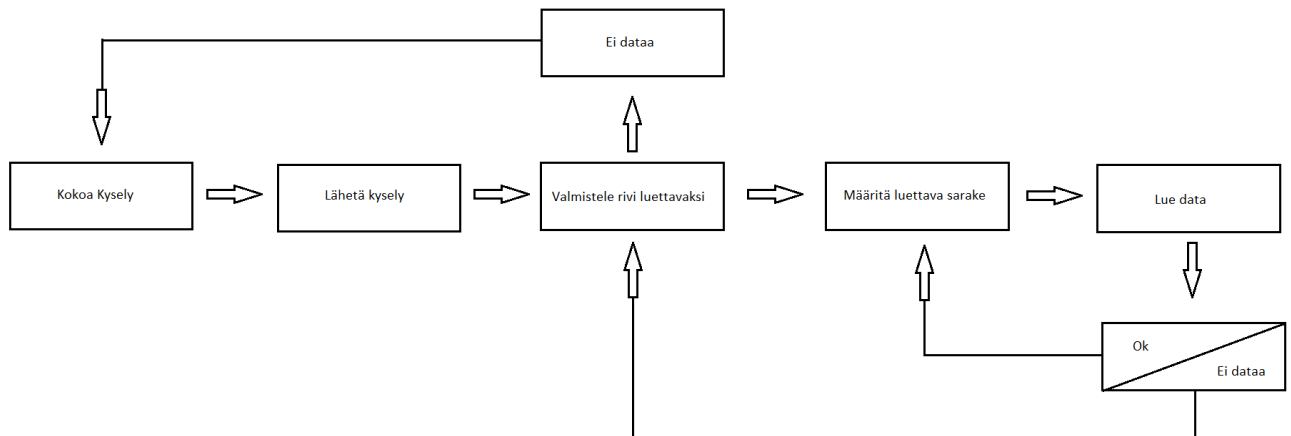 Ei dataa
Kokoa Kysely
Lähetä kysely
Valmistele rivi luettavaksi
Määritä luettava sarake
Lue data
Ok
Ei dataa